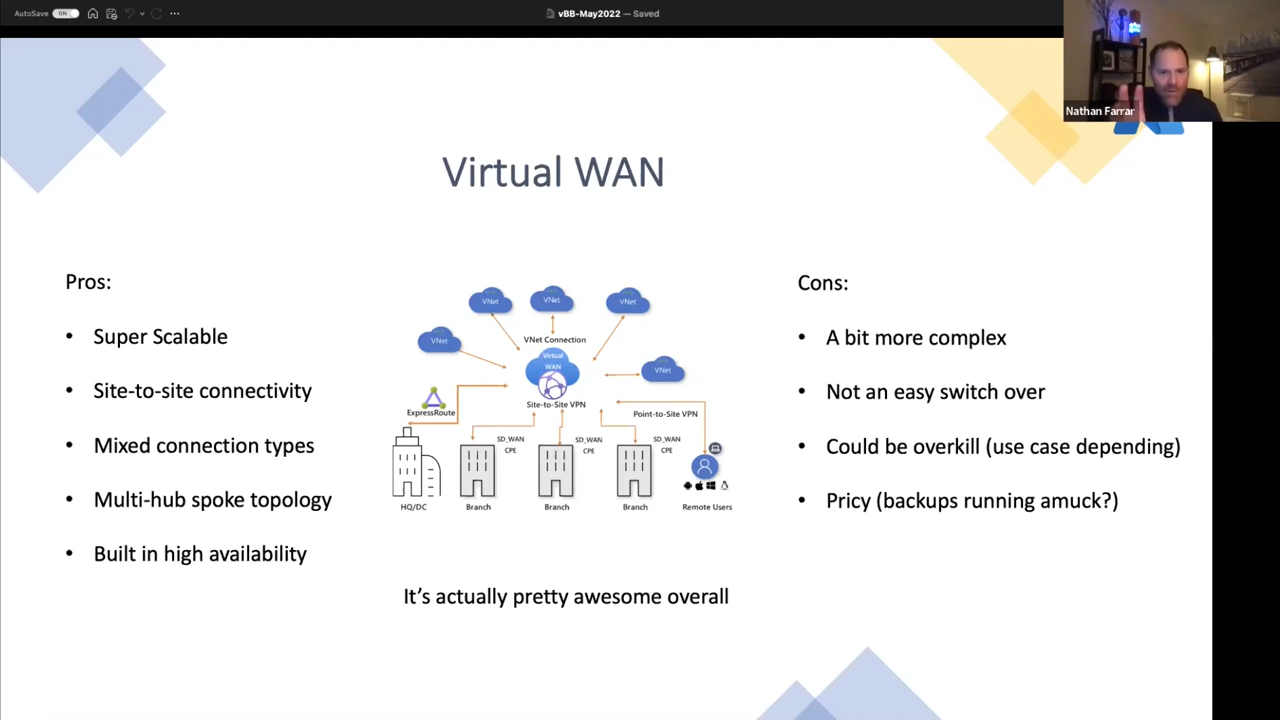 AutoSave ON
vBB-May2022 — Saved
Nathan Farrar
Virtual WAN
Pros:
• Super Scalable
• Site-to-site connectivity
• Mixed connection types
• Multi-hub spoke topology
• Built in high availability
VNet
VNet
VNet
VNet
VNet
VNet Connection
Virtual
WAN
ExpressRoute
Site-to-Site VPN
Point-to-Site VPN
SD_WAN
CPE
SD_WAN
CPE
SD_WAN
CPE
HQ/DC
Branch
Branch
Branch
Remote Users
It's actually pretty awesome overall
Cons:
• A bit more complex
• Not an easy switch over
• Could be overkill (use case depending)
• Pricy (backups running amuck?)